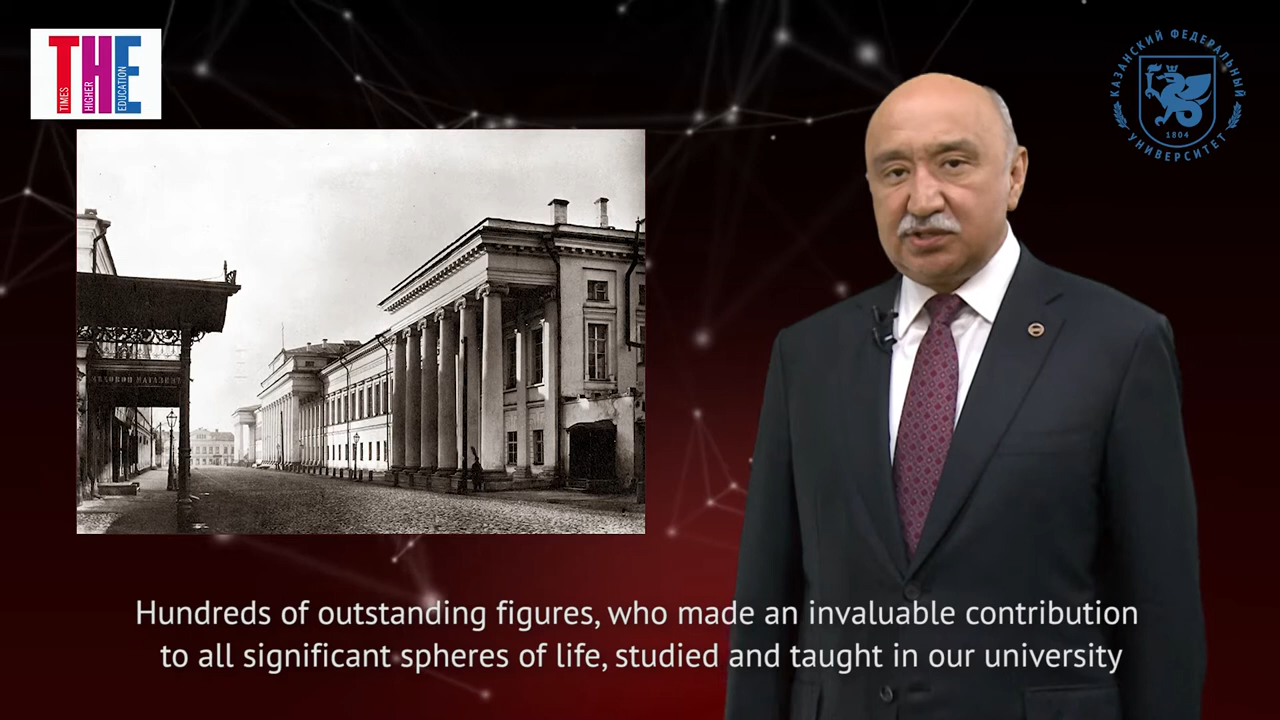 THE
TIMES
HIGHER
EDUCATION
КАЗАНСКИЙ ФЕДЕРАЛЬНЫЙ
УНИВЕРСИТЕТ
1804
МАГАЗИНЪ
Hundreds of outstanding figures, who made an invaluable contribution
to all significant spheres of life, studied and taught in our university